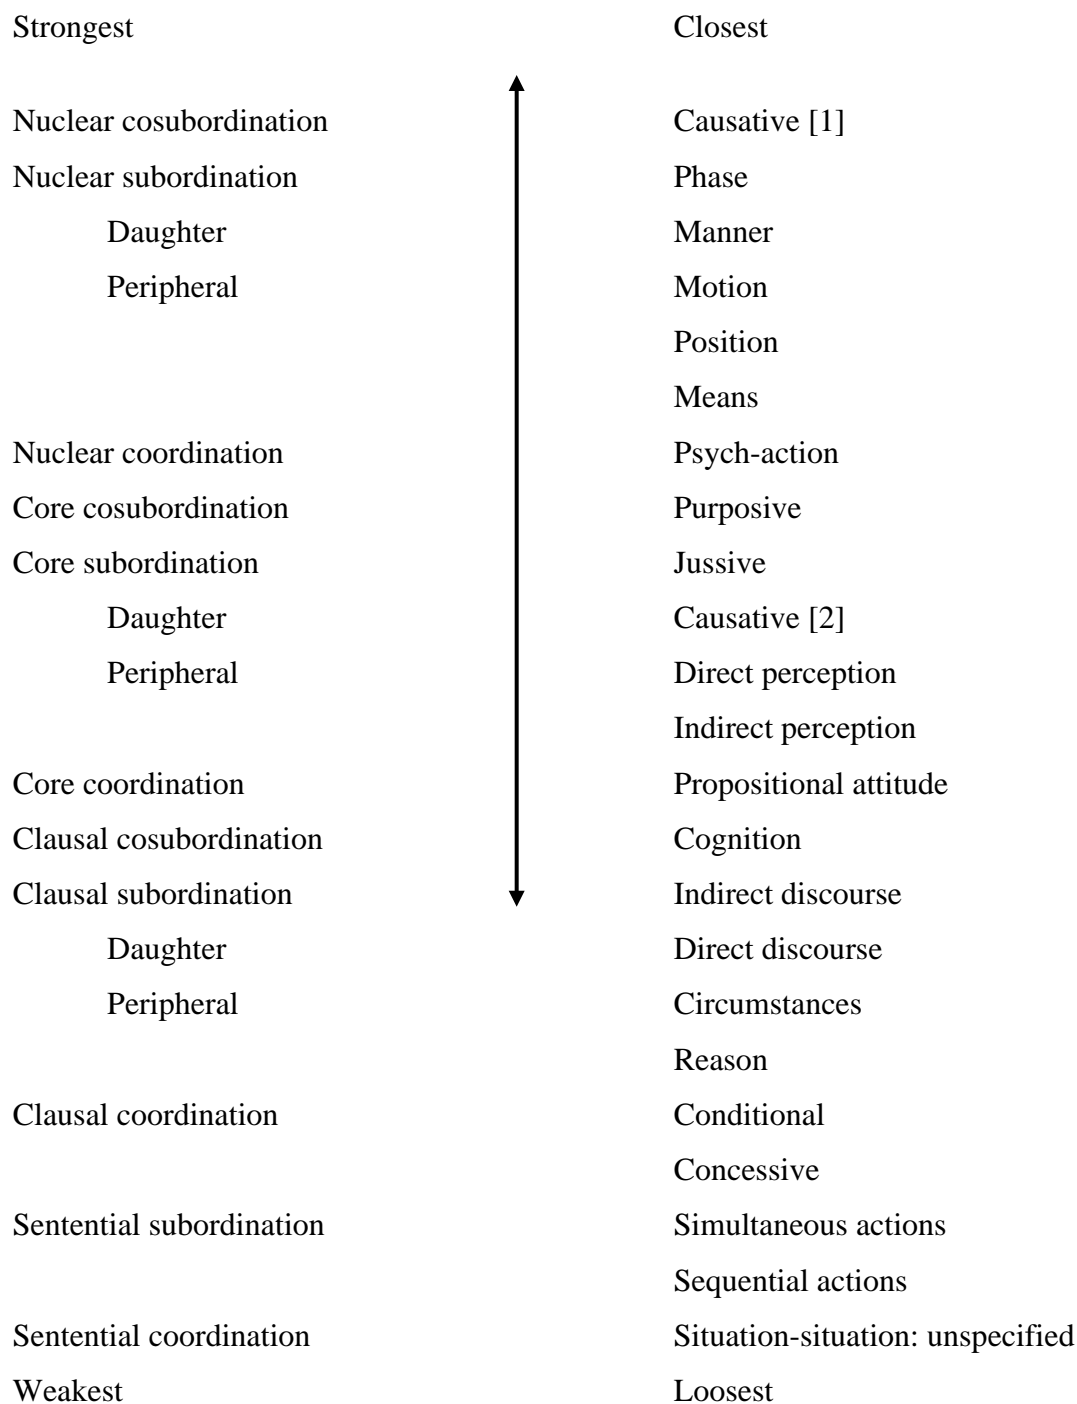 Strongest Closest
Nuclear cosubordination Causative [1]
Nuclear subordination Phase
Daughter Manner
Peripheral Motion
Position
Means
Nuclear coordination Psych-action
Core cosubordination Purposive
Core subordination Jussive
Daughter Causative [2]
Peripheral Direct perception
Indirect perception
Core coordination Propositional attitude
Clausal cosubordination Cognition
Clausal subordination Indirect discourse
Daughter Direct discourse
Peripheral Circumstances
Reason
Clausal coordination Conditional
Concessive
Sentential subordination Simultaneous actions
Sequential actions
Sentential coordination Situation-situation: unspecified
Weakest Loosest